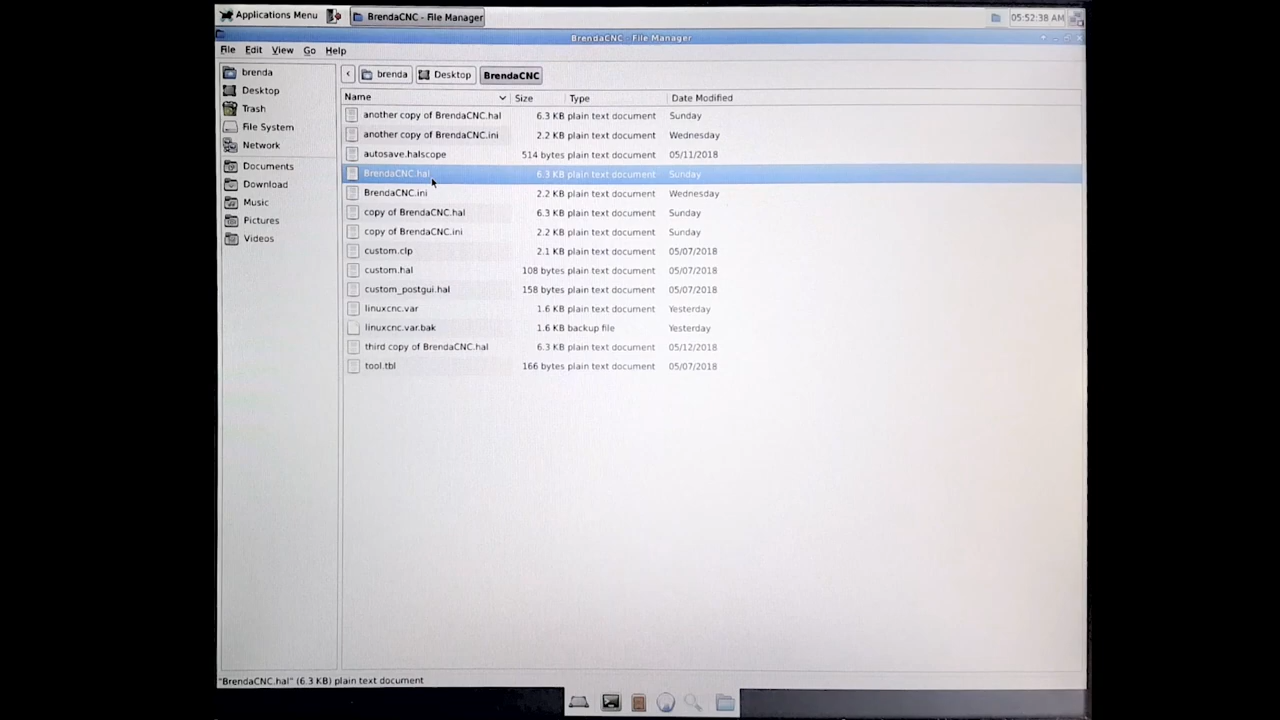 Applications Menu BrendaCNC - File Manager 05:52:38 AM
BrendaCNC - File Manager
File Edit View Go Help
brenda
Desktop
Trash
File System
Network
Documents
Download
Music
Pictures
Videos
brenda Desktop BrendaCNC
Name Size Type Date Modified
another copy of BrendaCNC.hal 6.3 KB plain text document Sunday
another copy of BrendaCNC.ini 2.2 KB plain text document Wednesday
autosave.halscope 514 bytes plain text document 05/11/2018
BrendaCNC.hal 6.3 KB plain text document Sunday
BrendaCNC.ini 2.2 KB plain text document Wednesday
copy of BrendaCNC.hal 6.3 KB plain text document Sunday
copy of BrendaCNC.ini 2.2 KB plain text document Sunday
custom.clp 2.1 KB plain text document 05/07/2018
custom.hal 108 bytes plain text document 05/07/2018
custom_postgui.hal 158 bytes plain text document 05/07/2018
linuxcnc.var 1.6 KB plain text document Yesterday
linuxcnc.var.bak 1.6 KB backup file Yesterday
third copy of BrendaCNC.hal 6.3 KB plain text document 05/12/2018
tool.tbl 166 bytes plain text document 05/07/2018
"BrendaCNC.hal" (6.3 KB) plain text document